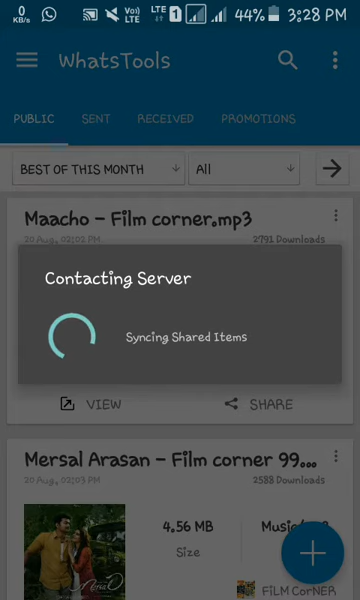 0 KB/s Vo)) LTE LTE 1 44% 3:28 PM
WhatsTools
PUBLIC SENT RECEIVED PROMOTIONS
BEST OF THIS MONTH All
Maacho - Film corner.mp3
20 Aug, 02:02 PM 2791 Downloads
Contacting Server
Syncing Shared Items
VIEW SHARE
Mersal Arasan - Film corner 99...
20 Aug, 02:03 PM 2588 Downloads
4.56 MB
Size
FiLM CorNER